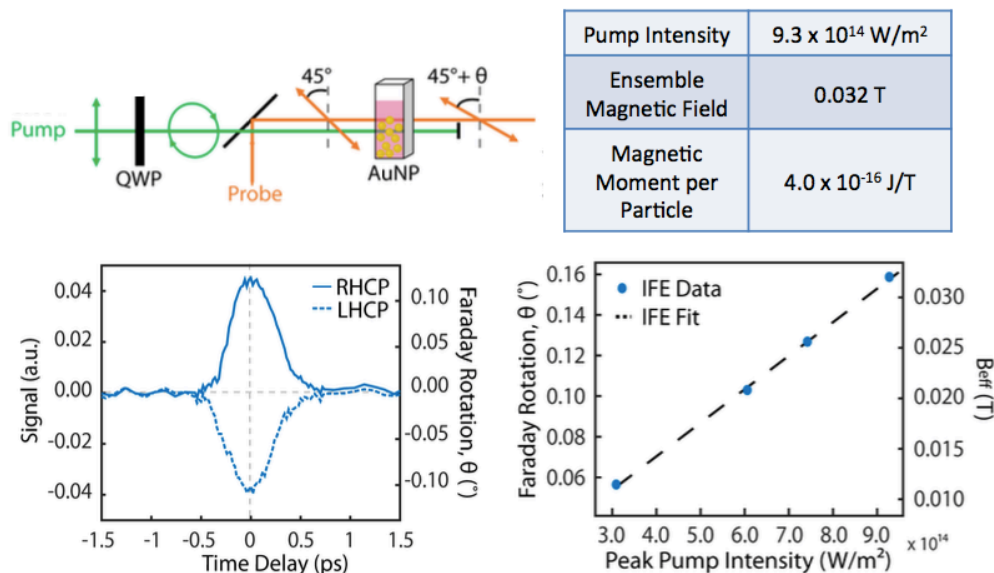 45°
45°+ θ
Pump
QWP
Probe
AuNP
Pump Intensity 9.3 x 10¹⁴ W/m²
Ensemble
Magnetic Field
0.032 T
Magnetic
Moment per
Particle
4.0 x 10⁻¹⁶ J/T
Signal (a.u.)
0.04
0.02
0.00
-0.02
-0.04
RHCP
LHCP
0.10
0.05
0.00
-0.05
-0.10
Faraday Rotation, θ (°)
-1.5 -1.0 -0.5 0 0.5 1.0 1.5
Time Delay (ps)
Faraday Rotation, θ (°)
0.16
0.14
0.12
0.10
0.08
0.06
IFE Data
IFE Fit
0.030
0.025
0.020
0.015
0.010
Beff (T)
3.0 4.0 5.0 6.0 7.0 8.0 9.0
x 10¹⁴
Peak Pump Intensity (W/m²)